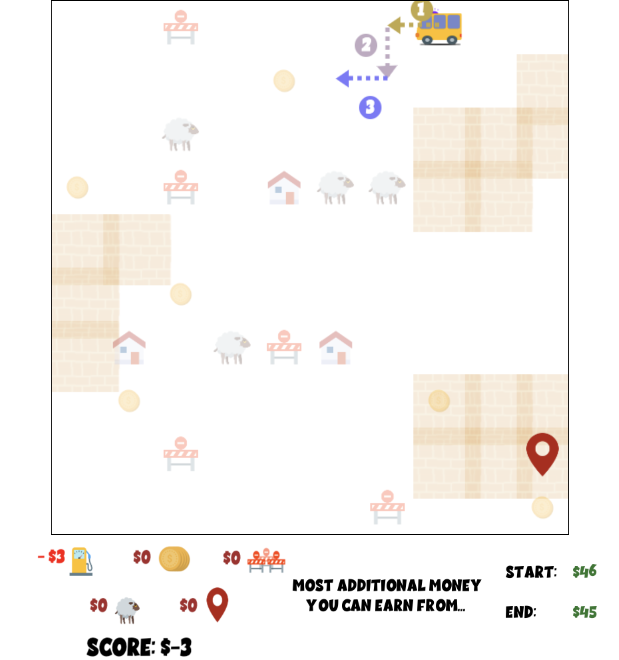 1
2
3
- $3
$0
$0
$0
$0
MOST ADDITIONAL MONEY
YOU CAN EARN FROM...
START: $46
END: $45
SCORE: $-3